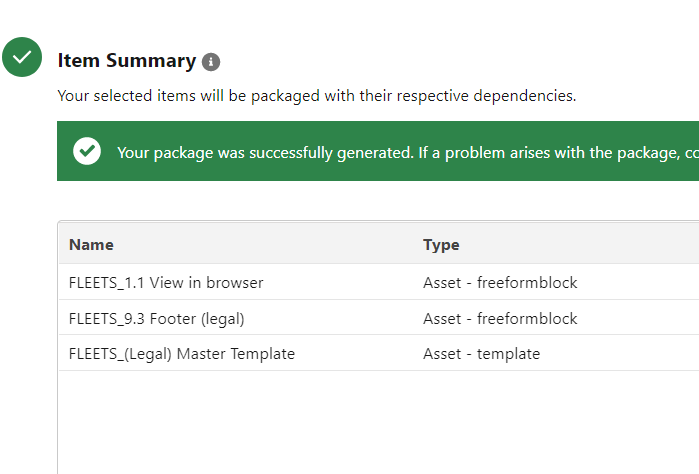 Item Summary
Your selected items will be packaged with their respective dependencies.
Your package was successfully generated. If a problem arises with the package,
Name Type
FLEETS_1.1 View in browser Asset - freeformblock
FLEETS_9.3 Footer (legal) Asset - freeformblock
FLEETS_(Legal) Master Template Asset - template